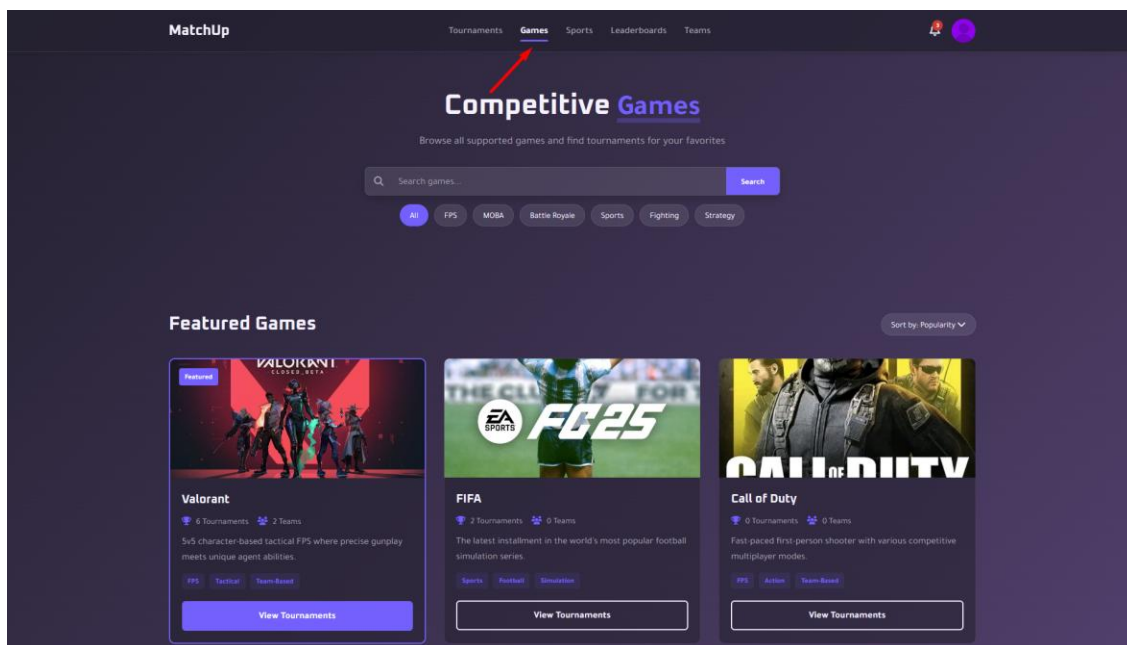 MatchUp
Tournaments Games Sports Leaderboards Teams
3
Competitive Games
Browse all supported games and find tournaments for your favorites
Search games...
Search
All FPS MOBA Battle Royale Sports Fighting Strategy
Featured Games
Sort by: Popularity
Featured
VALORANT
CLOSED BETA
THE CLU FOR T
EA SPORTS FC25
CALL OF DUTY
Valorant
6 Tournaments 2 Teams
5v5 character-based tactical FPS where precise gunplay
meets unique agent abilities.
FPS Tactical Team-Based
View Tournaments
FIFA
2 Tournaments 0 Teams
The latest installment in the world's most popular football
simulation series.
Sports Football Simulation
View Tournaments
Call of Duty
0 Tournaments 0 Teams
Fast-paced first-person shooter with various competitive
multiplayer modes.
FPS Action Team-Based
View Tournaments